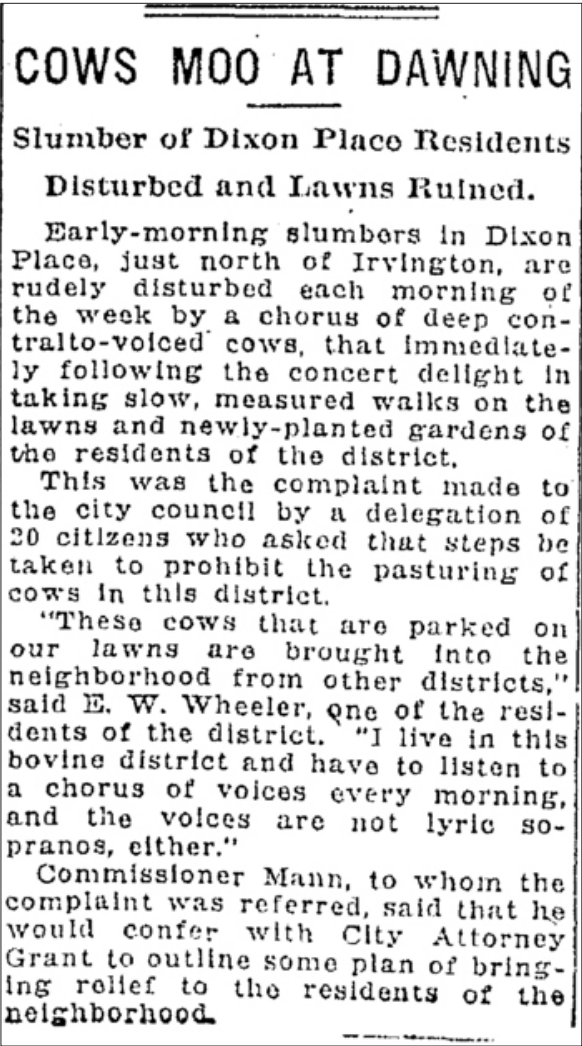 COWS MOO AT DAWNING
Slumber of Dixon Place Residents
Disturbed and Lawns Ruined.
Early-morning slumbers in Dixon
Place, just north of Irvington, are
rudely disturbed each morning of
the week by a chorus of deep con-
tralto-voiced cows, that immediate-
ly following the concert delight in
taking slow, measured walks on the
lawns and newly-planted gardens of
the residents of the district.
This was the complaint made to
the city council by a delegation of
20 citizens who asked that steps be
taken to prohibit the pasturing of
cows in this district.
"These cows that are parked on
our lawns are brought into the
neighborhood from other districts,"
said E. W. Wheeler, one of the resi-
dents of the district. "I live in this
bovine district and have to listen to
a chorus of voices every morning,
and the voices are not lyric so-
pranos, either."
Commissioner Mann, to whom the
complaint was referred, said that he
would confer with City Attorney
Grant to outline some plan of bring-
ing relief to the residents of the
neighborhood.